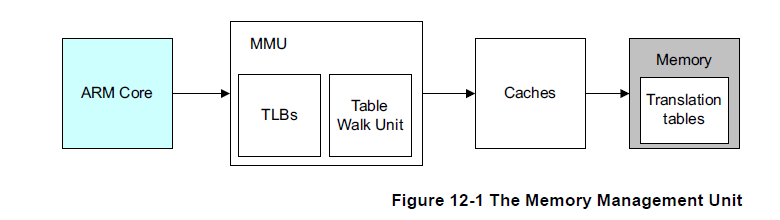 ARM Core
MMU
TLBs
Table
Walk Unit
Caches
Memory
Translation
tables
Figure 12-1 The Memory Management Unit